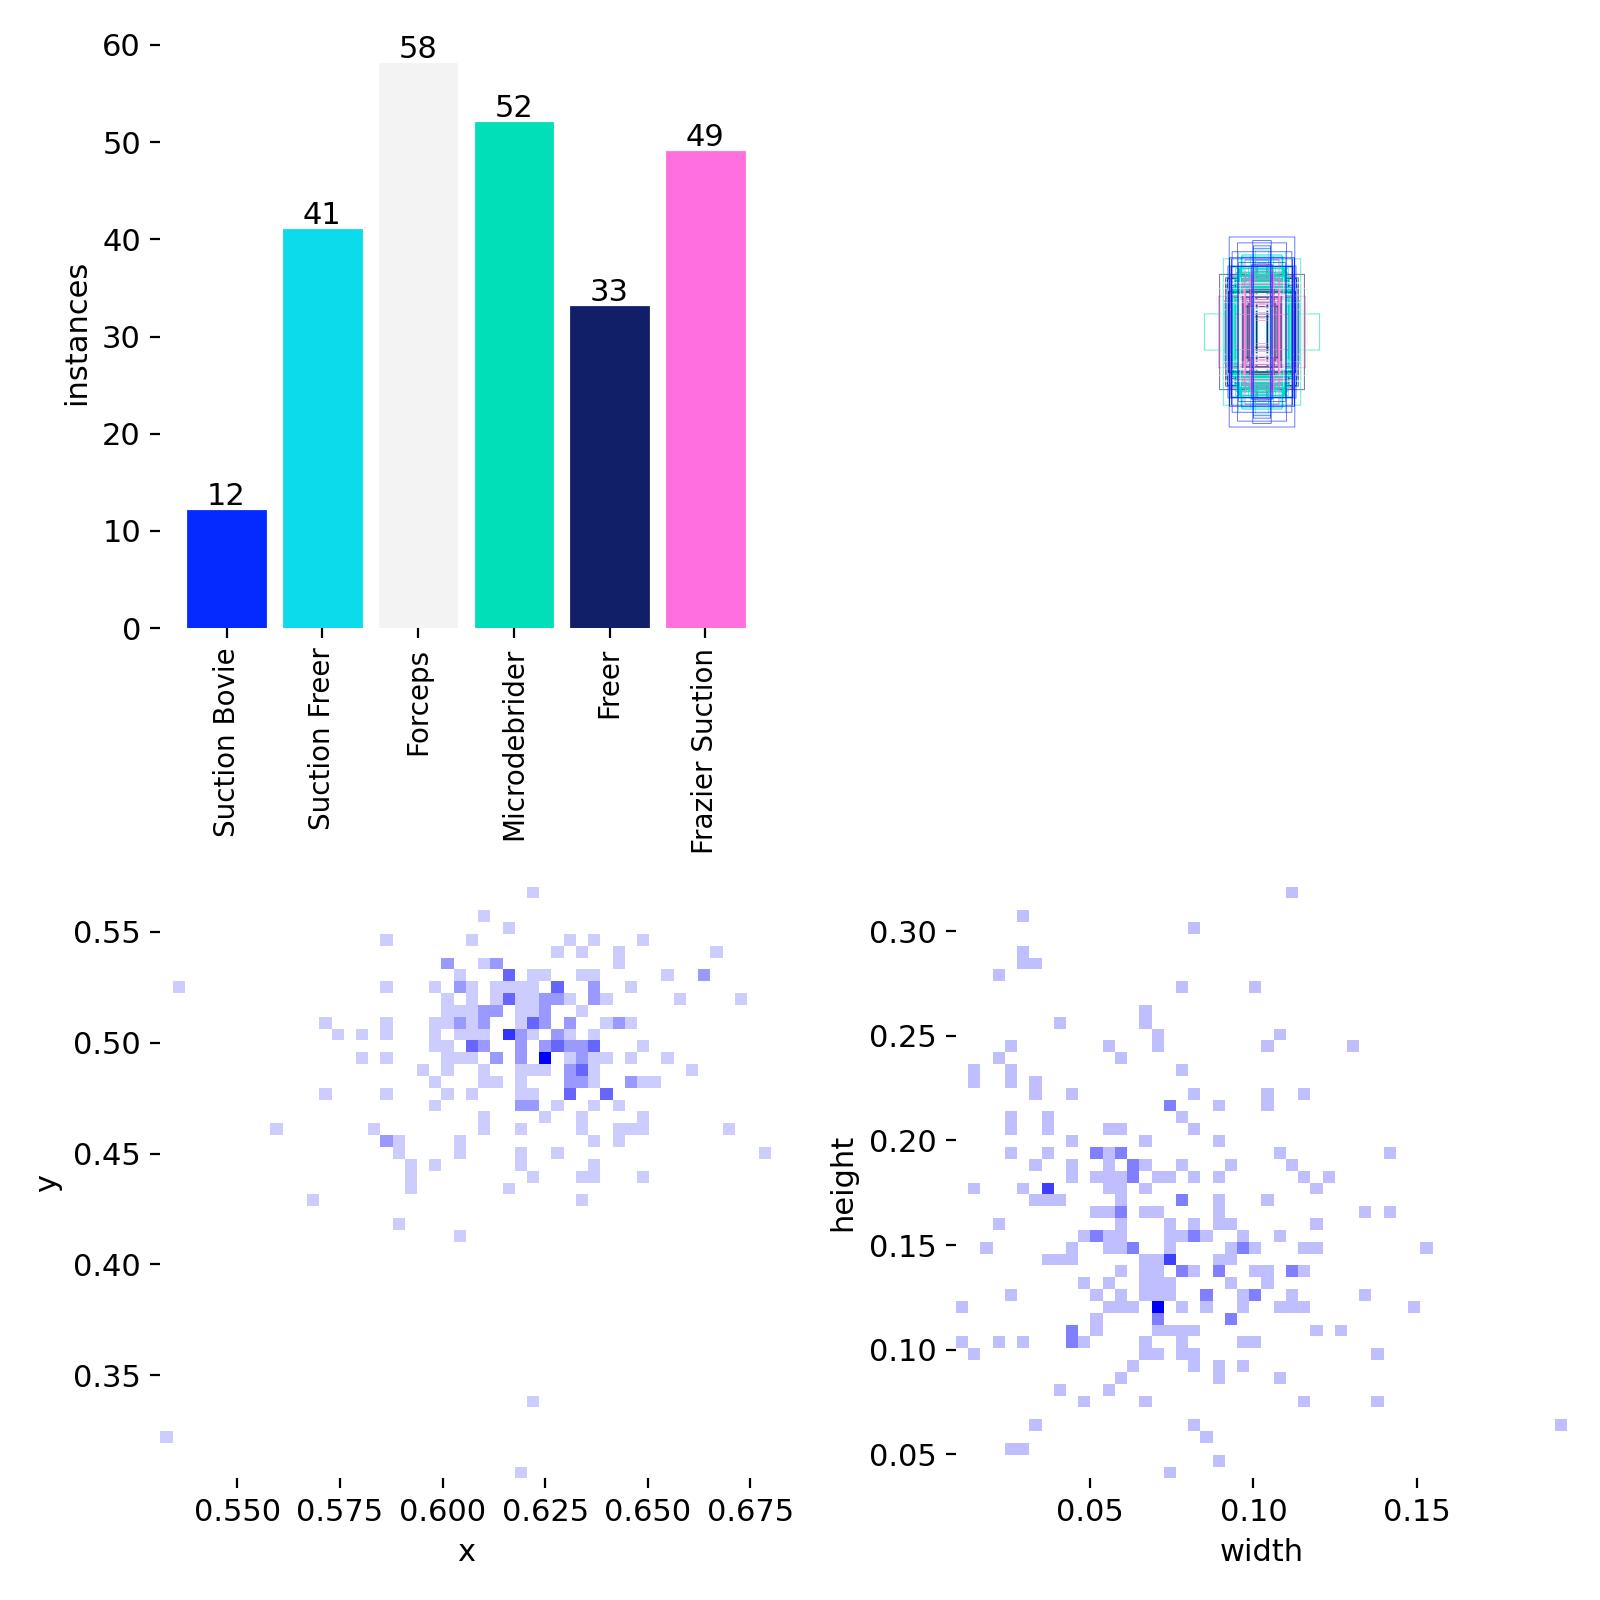 60
50
40
30
20
10
0
instances
58
52
49
41
33
12
Suction Bovie
Suction Freer
Forceps
Microdebrider
Freer
Frazier Suction
0.55
0.50
0.45
0.40
0.35
y
0.550 0.575 0.600 0.625 0.650 0.675
x
0.30
0.25
0.20
0.15
0.10
0.05
height
0.05 0.10 0.15
width